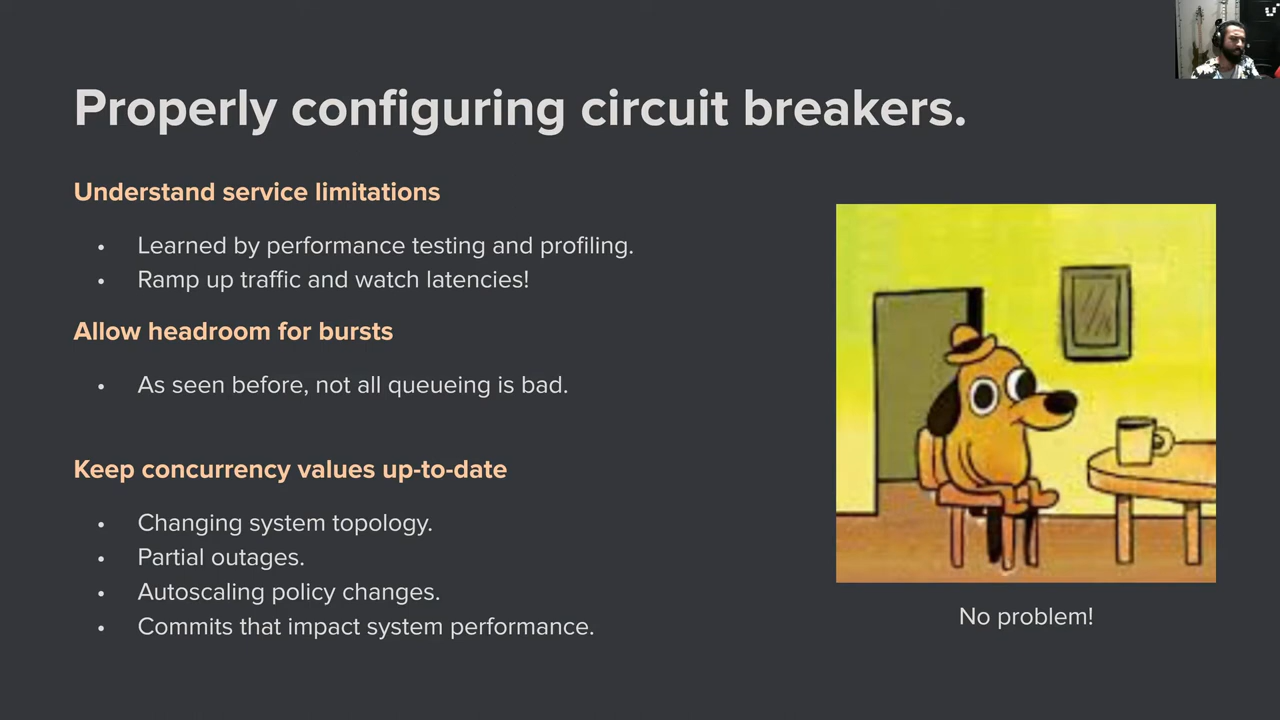 Properly configuring circuit breakers.
Understand service limitations
• Learned by performance testing and profiling.
• Ramp up traffic and watch latencies!
Allow headroom for bursts
• As seen before, not all queueing is bad.
Keep concurrency values up-to-date
• Changing system topology.
• Partial outages.
• Autoscaling policy changes.
• Commits that impact system performance.
No problem!